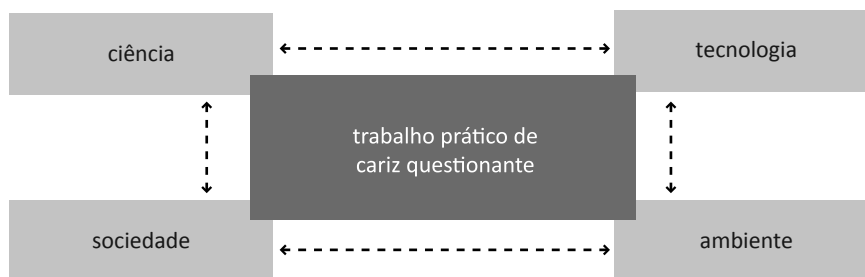 ciência
tecnologia
trabalho prático de
cariz questionante
sociedade
ambiente